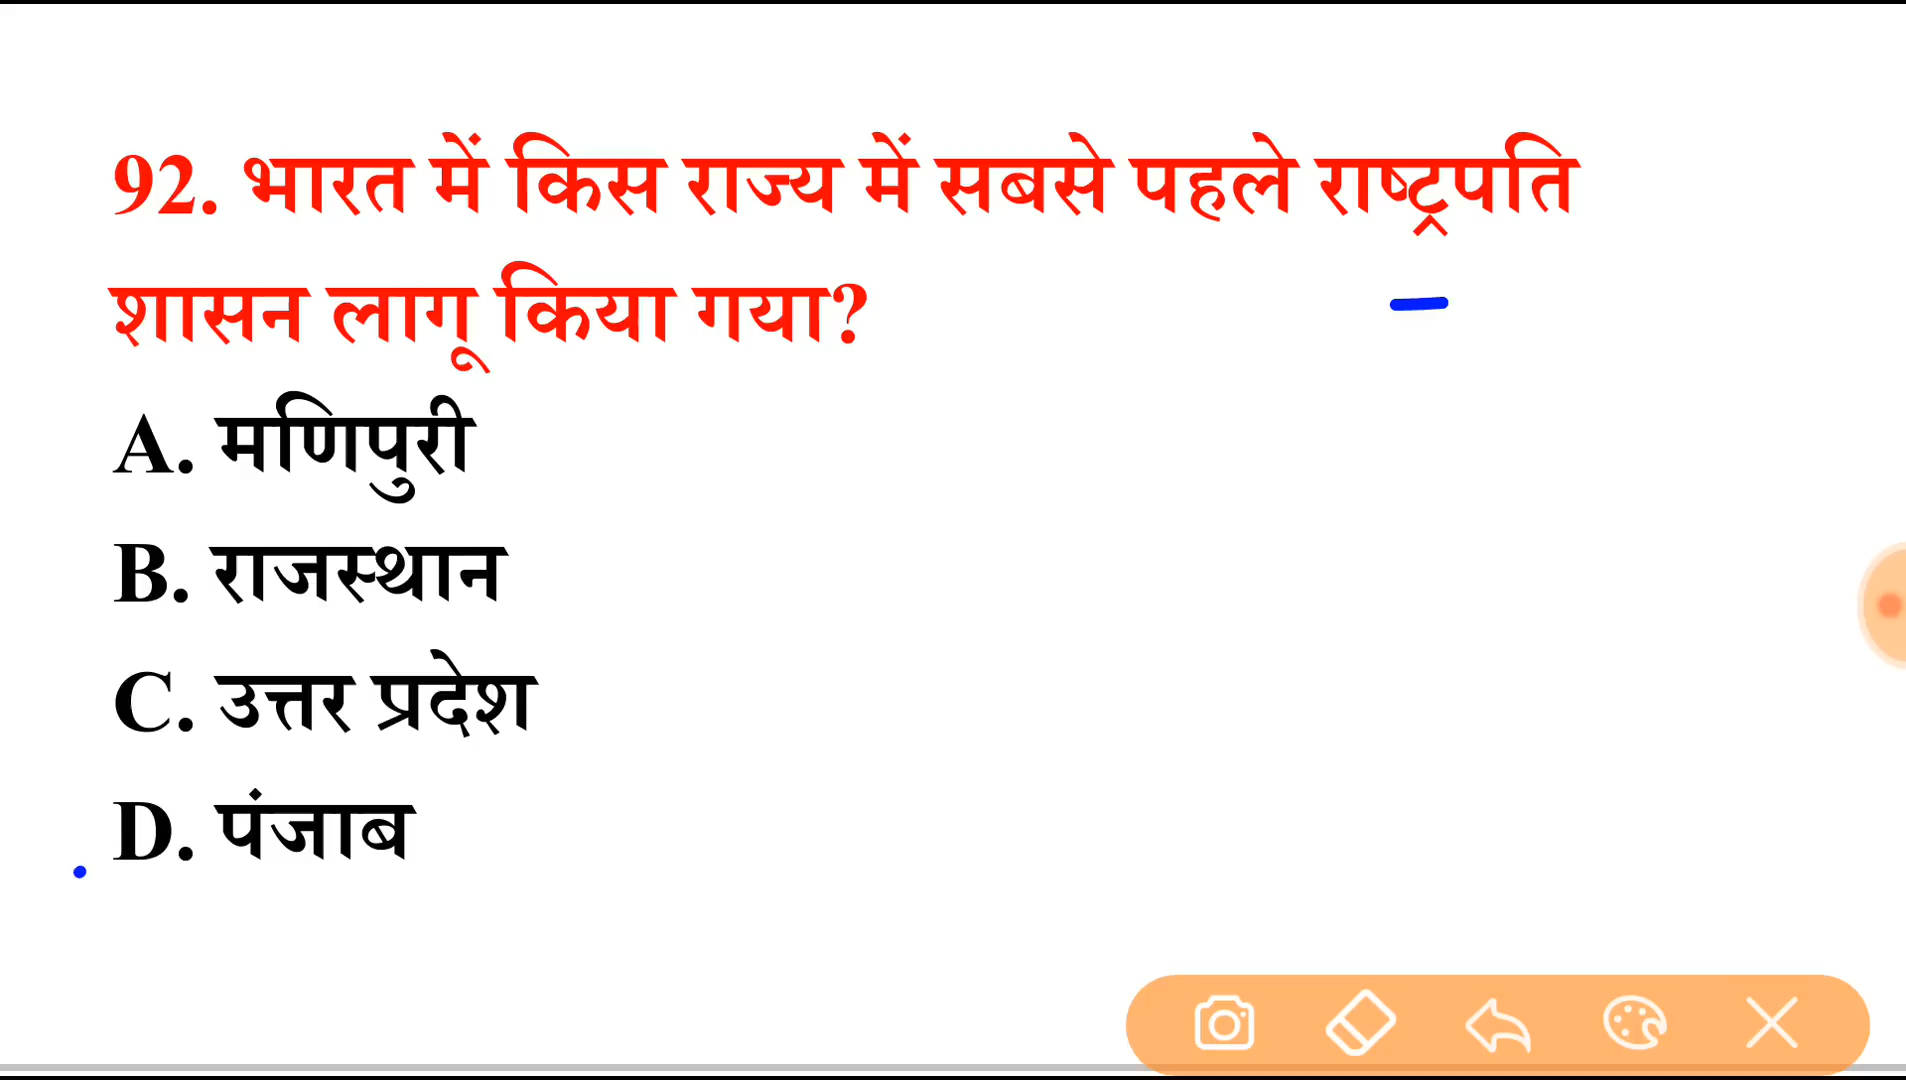 92. भारत में किस राज्य में सबसे पहले राष्ट्रपति
शासन लागू किया गया?
A. मणिपुरी
B. राजस्थान
C. उत्तर प्रदेश
D. पंजाब